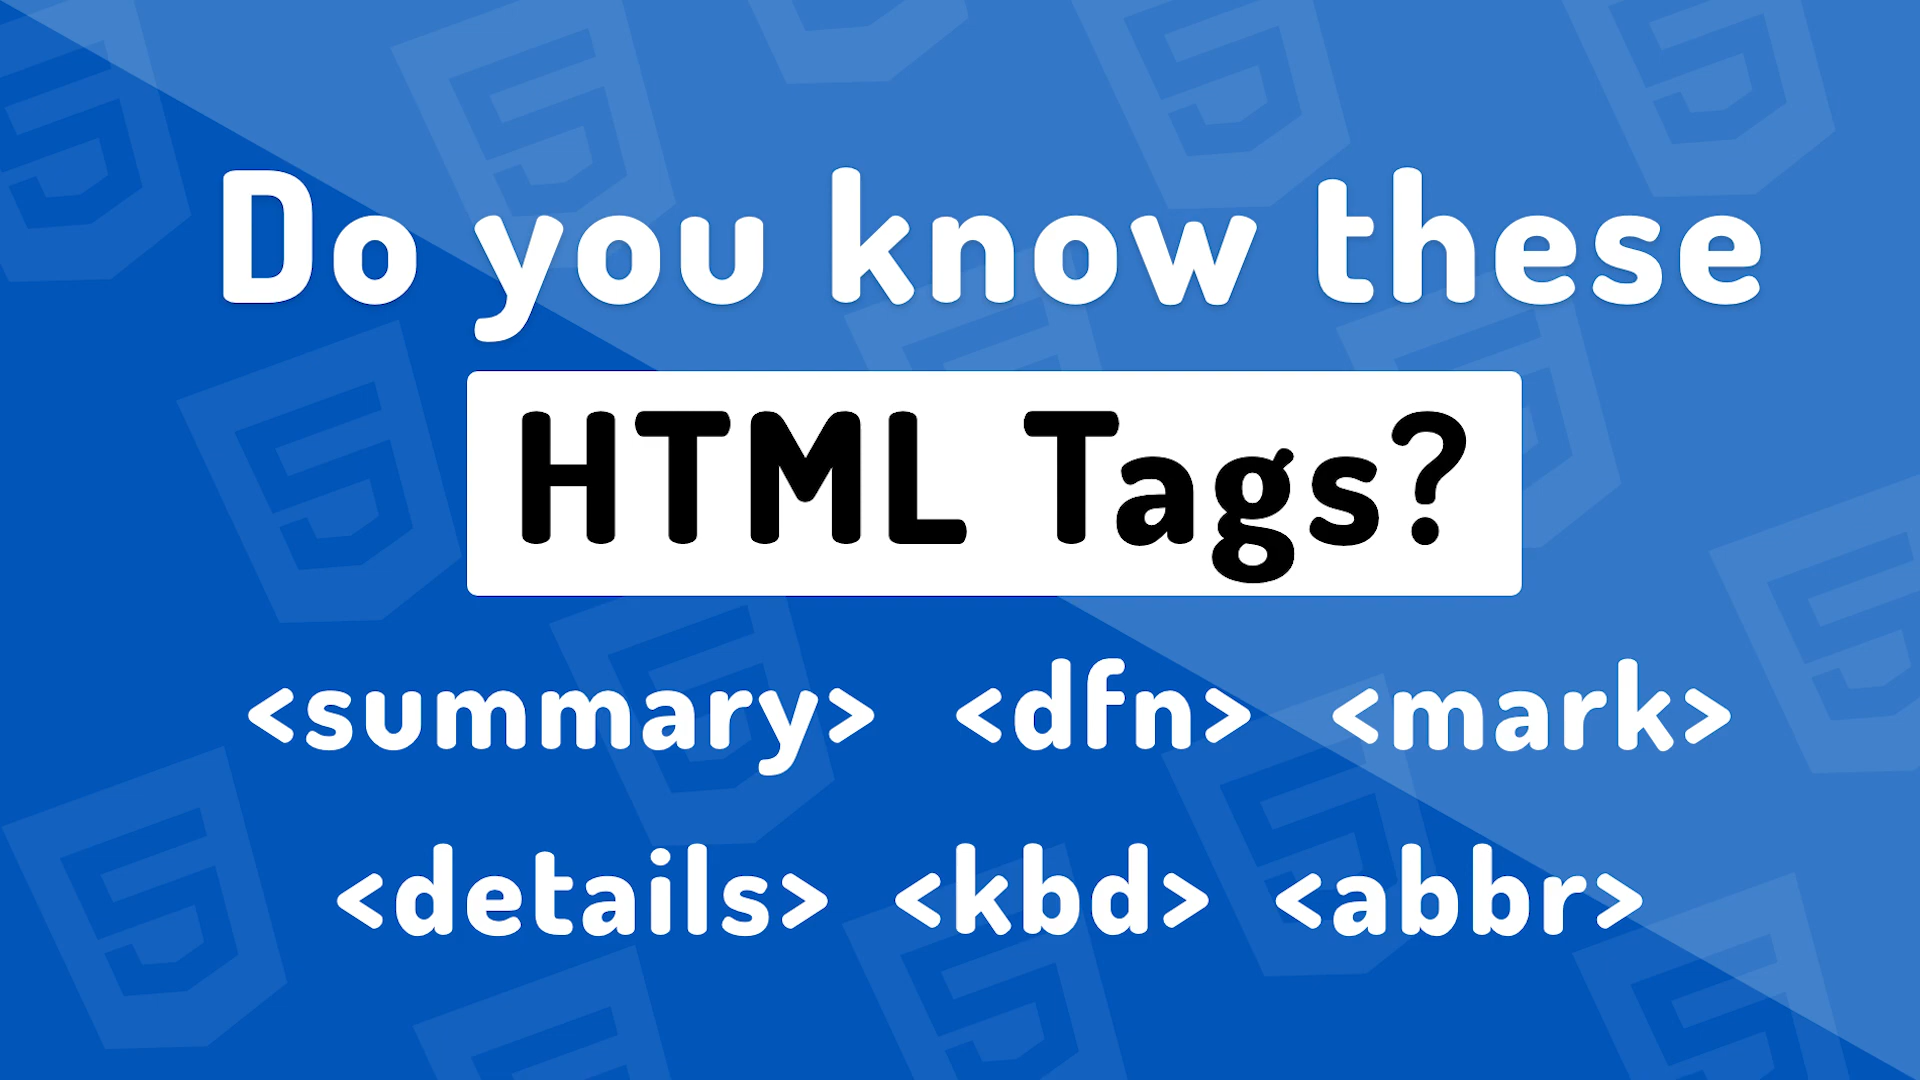 Do you know these
HTML Tags?
<summary> <dfn> <mark>
<details> <kbd> <abbr>